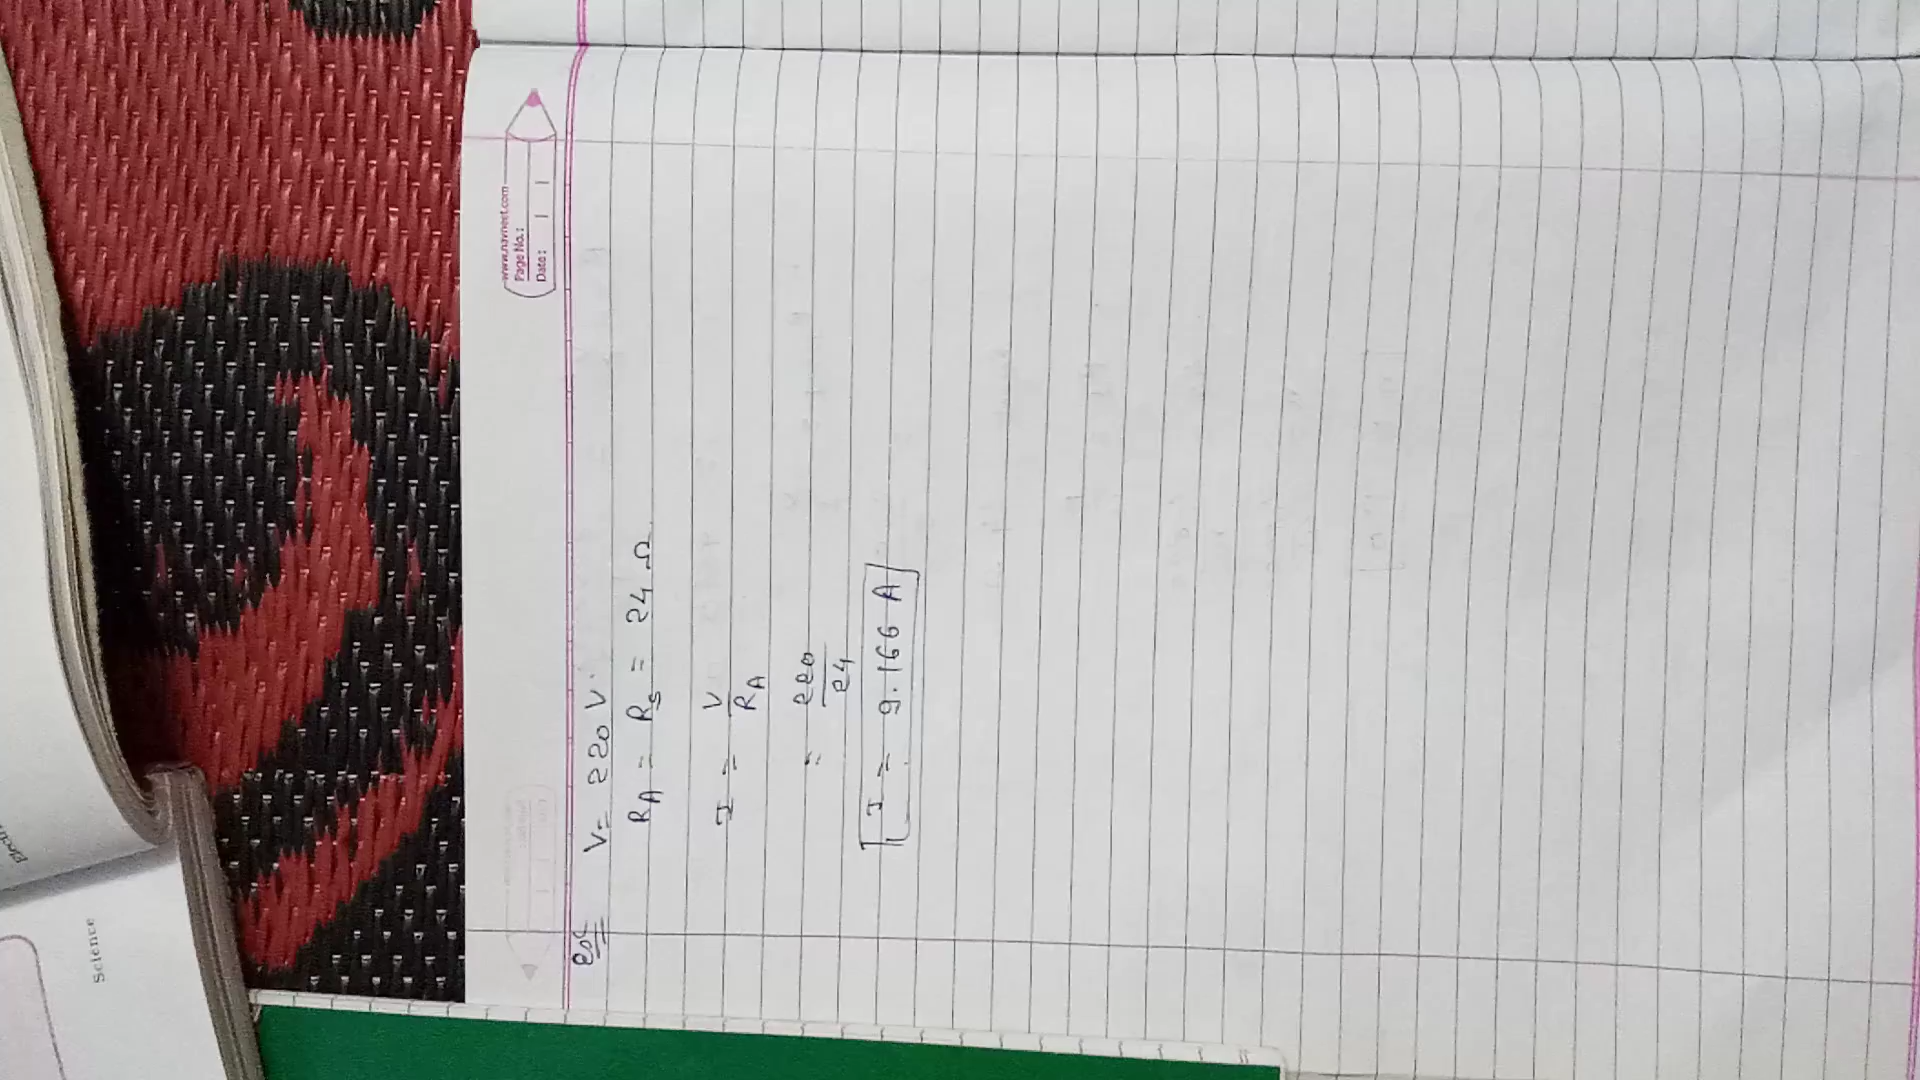 www.navneet.com
Page No.:
Date:
sol
V = 220 V
RA = RS = 24 Ω
I = V / RA
= 220 / 24
I = 9.166 A
Science